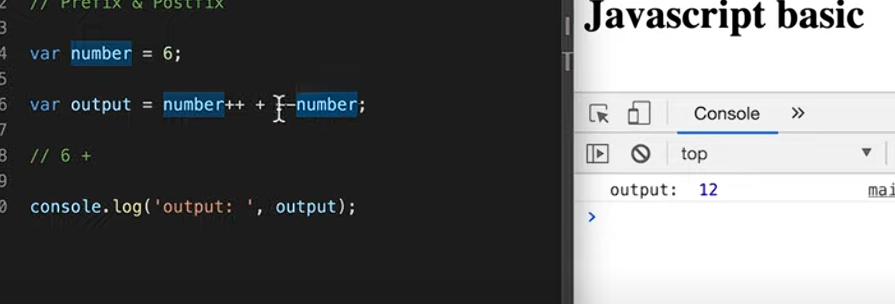 2 // Prefix & Postfix
3
4 var number = 6;
5
6 var output = number++ + --number;
7
8 // 6 +
9
0 console.log('output: ', output);
Javascript basic
Console »
top ▼
output: 12 mai
>